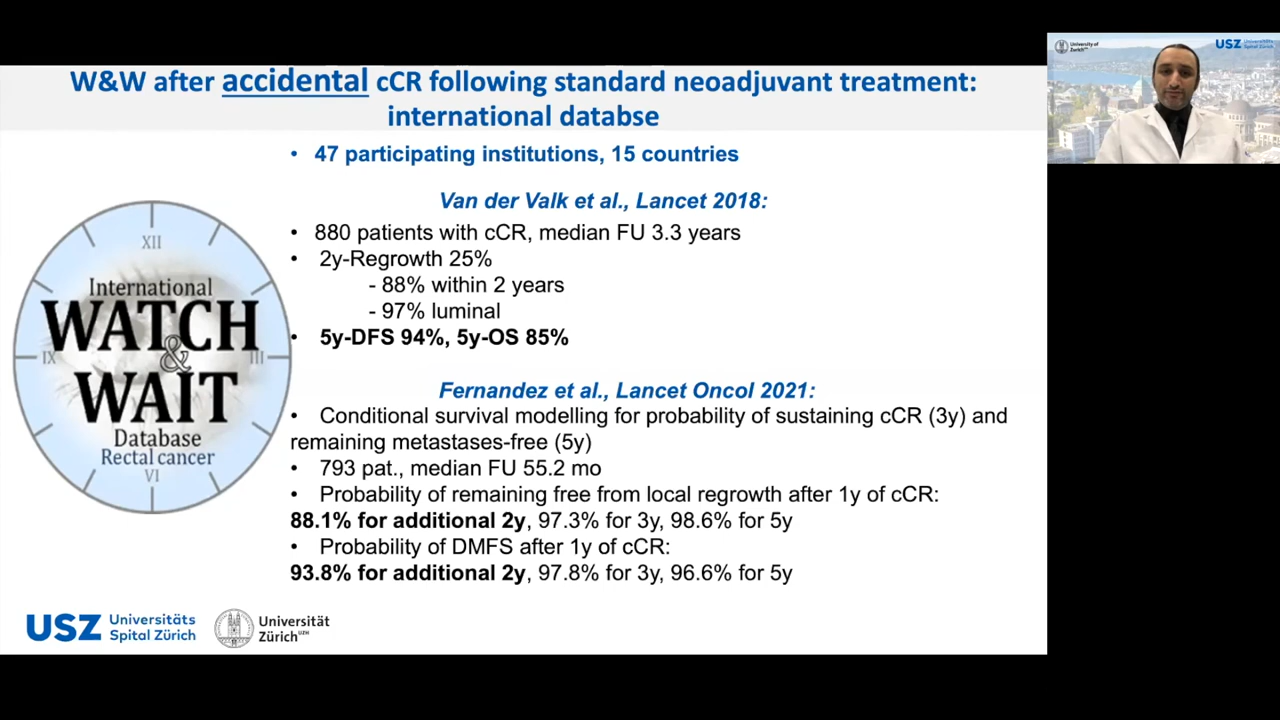 W&W after accidental cCR following standard neoadjuvant treatment:
international databse
• 47 participating institutions, 15 countries
Van der Valk et al., Lancet 2018:
• 880 patients with cCR, median FU 3.3 years
• 2y-Regrowth 25%
- 88% within 2 years
- 97% luminal
• 5y-DFS 94%, 5y-OS 85%
Fernandez et al., Lancet Oncol 2021:
• Conditional survival modelling for probability of sustaining cCR (3y) and
remaining metastases-free (5y)
• 793 pat., median FU 55.2 mo
• Probability of remaining free from local regrowth after 1y of cCR:
88.1% for additional 2y, 97.3% for 3y, 98.6% for 5y
• Probability of DMFS after 1y of cCR:
93.8% for additional 2y, 97.8% for 3y, 96.6% for 5y
XII
International
WATCH
IX & III
WAIT
Database
Rectal cancer
VI
USZ Universitäts
Spital Zürich
Universität
Zürich UZH
University of
Zurich
USZ Universitäts
Spital Zürich